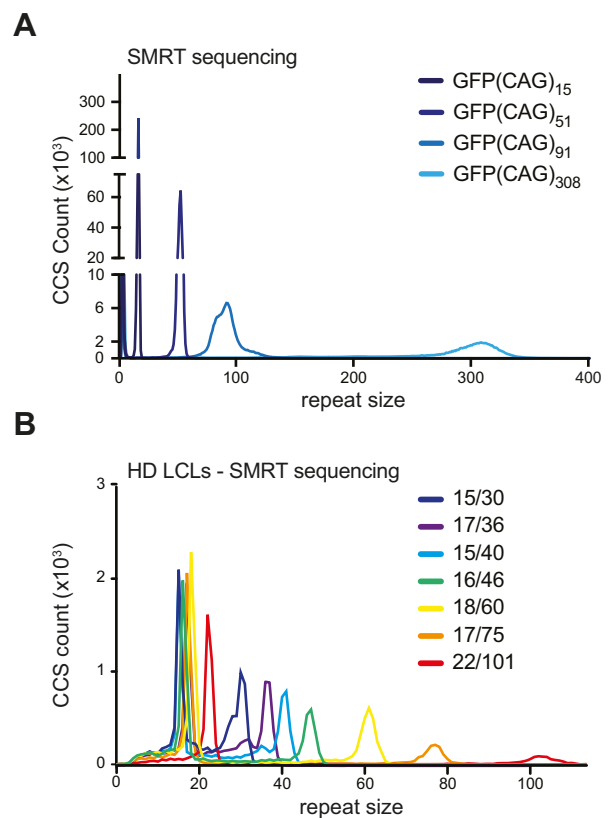 A
SMRT sequencing
GFP(CAG)15
GFP(CAG)51
GFP(CAG)91
GFP(CAG)308
CCS Count (x10³)
300
200
100
60
40
20
10
6
2
0
0 100 200 300 400
repeat size
B
HD LCLs - SMRT sequencing
15/30
17/36
15/40
16/46
18/60
17/75
22/101
CCS count (x10³)
3
2
1
0
0 20 40 60 80 100
repeat size